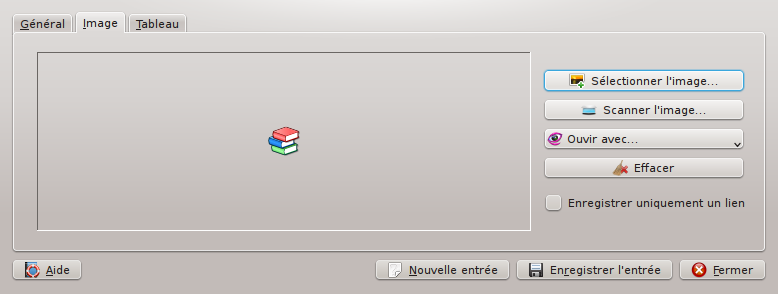 Général Image Tableau
Sélectionner l'image...
Scanner l'image...
Ouvir avec...
Effacer
Enregistrer uniquement un lien
Aide Nouvelle entrée Enregistrer l'entrée Fermer